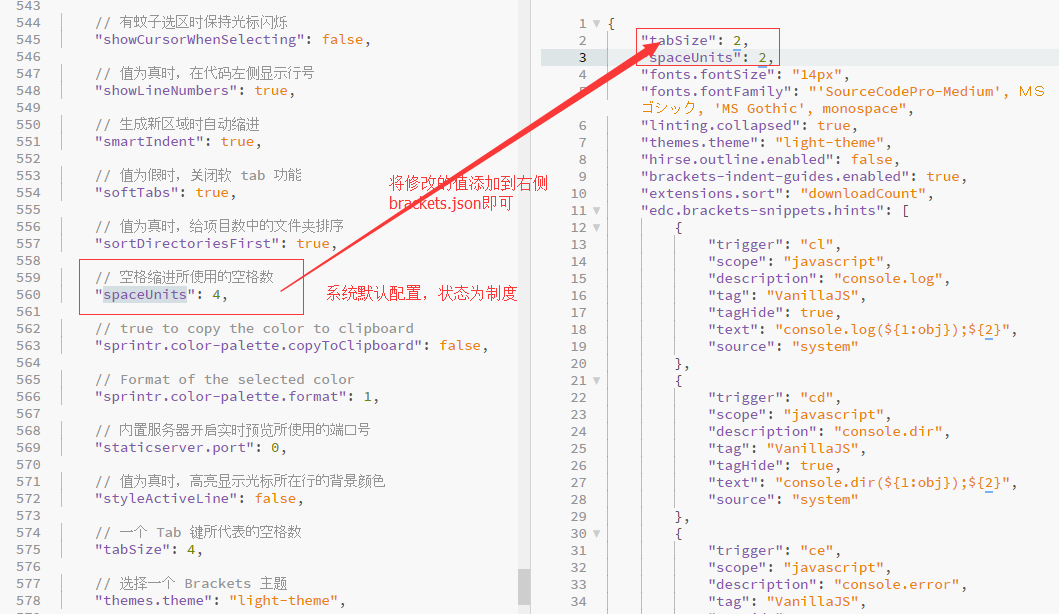 543
544 // 有蚊子选区时保持光标闪烁
545 "showCursorWhenSelecting": false,
546
547 // 值为真时，在代码左侧显示行号
548 "showLineNumbers": true,
549
550 // 生成新区域时自动缩进
551 "smartIndent": true,
552
553 // 值为假时，关闭软 tab 功能
554 "softTabs": true,
555
556 // 值为真时，给项目数中的文件夹排序
557 "sortDirectoriesFirst": true,
558
559 // 空格缩进所使用的空格数
560 "spaceUnits": 4,
561
562 // true to copy the color to clipboard
563 "sprintr.color-palette.copyToClipboard": false,
564
565 // Format of the selected color
566 "sprintr.color-palette.format": 1,
567
568 // 内置服务器开启实时预览所使用的端口号
569 "staticserver.port": 0,
570
571 // 值为真时，高亮显示光标所在行的背景颜色
572 "styleActiveLine": false,
573
574 // 一个 Tab 键所代表的空格数
575 "tabSize": 4,
576
577 // 选择一个 Brackets 主题
578 "themes.theme": "light-theme",
将修改的值添加到右侧
brackets.json即可
系统默认配置，状态为制度
1 {
2 "tabSize": 2,
3 "spaceUnits": 2,
4 "fonts.fontSize": "14px",
5 "fonts.fontFamily": "'SourceCodePro-Medium', ＭＳ
ゴシック, 'MS Gothic', monospace",
6 "linting.collapsed": true,
7 "themes.theme": "light-theme",
8 "hirse.outline.enabled": false,
9 "brackets-indent-guides.enabled": true,
10 "extensions.sort": "downloadCount",
11 "edc.brackets-snippets.hints": [
12 {
13 "trigger": "cl",
14 "scope": "javascript",
15 "description": "console.log",
16 "tag": "VanillaJS",
17 "tagHide": true,
18 "text": "console.log(${1:obj});${2}",
19 "source": "system"
20 },
21 {
22 "trigger": "cd",
23 "scope": "javascript",
24 "description": "console.dir",
25 "tag": "VanillaJS",
26 "tagHide": true,
27 "text": "console.dir(${1:obj});${2}",
28 "source": "system"
29 },
30 {
31 "trigger": "ce",
32 "scope": "javascript",
33 "description": "console.error",
34 "tag": "VanillaJS",